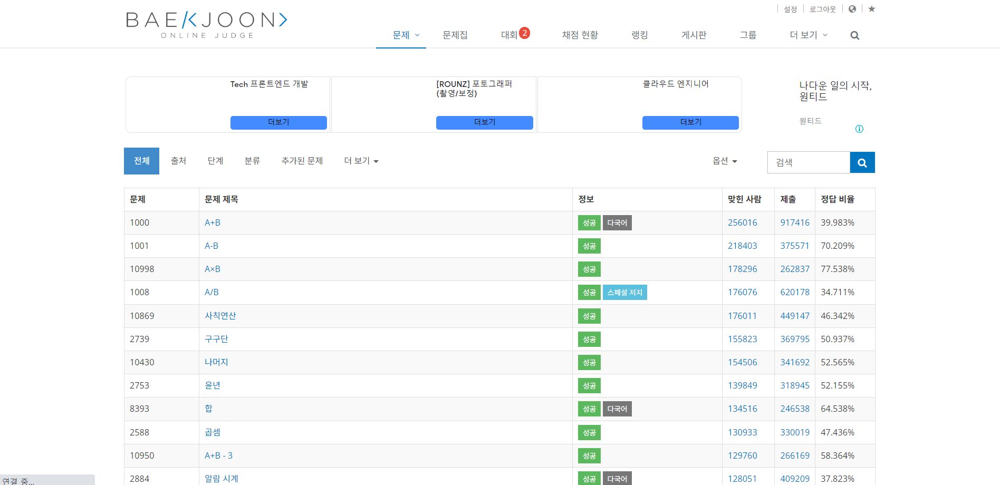 설정 로그아웃
BAEKJOON
ONLINE JUDGE
문제 문제집 대회 2 채점 현황 랭킹 게시판 그룹 더 보기
Tech 프론트엔드 개발
더보기
[ROUNZ] 포토그래퍼
(촬영/보정)
더보기
클라우드 엔지니어
더보기
나다운 일의 시작,
원티드
원티드
전체 출처 단계 분류 추가된 문제 더 보기 옵션 검색
문제 문제 제목 정보 맞힌 사람 제출 정답 비율
1000 A+B 성공 다국어 256016 917416 39.983%
1001 A-B 성공 218403 375571 70.209%
10998 A×B 성공 178296 262837 77.538%
1008 A/B 성공 스페셜 저지 176076 620178 34.711%
10869 사칙연산 성공 176011 449147 46.342%
2739 구구단 성공 155823 369795 50.937%
10430 나머지 성공 154506 341692 52.565%
2753 윤년 성공 139849 318945 52.155%
8393 합 성공 다국어 134516 246538 64.538%
2588 곱셈 성공 130933 330019 47.436%
10950 A+B - 3 성공 129760 266169 58.364%
2884 알람 시계 성공 다국어 128051 409209 37.823%
연결 중...